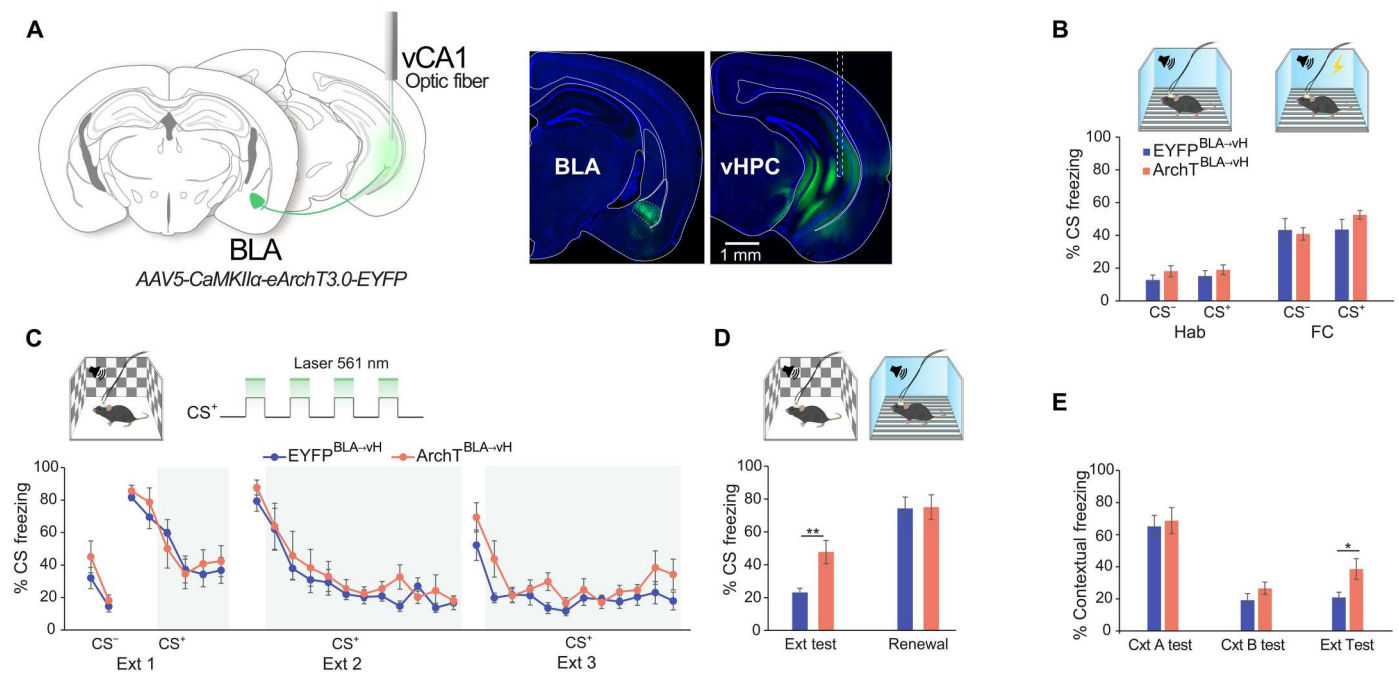 A
vCA1
Optic fiber
BLA
AAV5-CaMKIIα-eArchT3.0-EYFP
BLA
vHPC
1 mm
B
EYFP^BLA→vH
ArchT^BLA→vH
% CS freezing
100
80
60
40
20
0
CS⁻ CS⁺ CS⁻ CS⁺
Hab FC
C
Laser 561 nm
CS⁺
EYFP^BLA→vH ArchT^BLA→vH
% CS freezing
100
80
60
40
20
0
CS⁻ CS⁺ CS⁺ CS⁺
Ext 1 Ext 2 Ext 3
D
% CS freezing
100
80
60
40
20
0
**
Ext test Renewal
E
% Contextual freezing
100
80
60
40
20
0
*
Cxt A test Cxt B test Ext Test